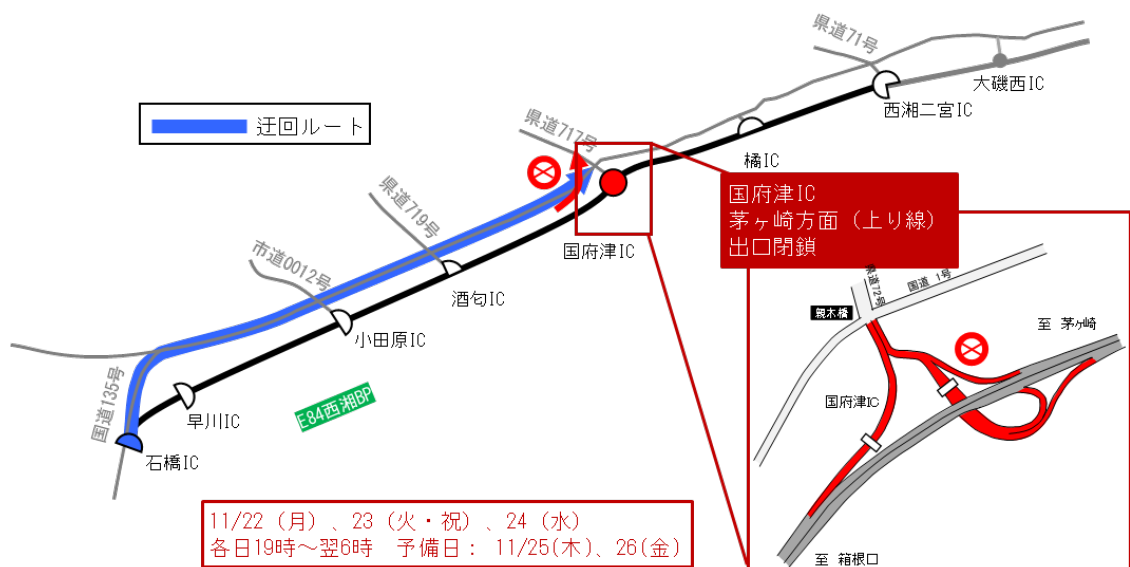 県道71号
大磯西IC
西湘二宮IC
迂回ルート
県道717号
橘IC
国府津IC
茅ヶ崎方面（上り線）
出口閉鎖
県道719号
国府津IC
市道0012号
酒匂IC
小田原IC
国道135号
早川IC
E84西湘BP
石橋IC
県道72号
国道 1号
親木橋
至 茅ヶ崎
国府津IC
至 箱根口
11/22（月）、23（火・祝）、24（水）
各日19時～翌6時　予備日： 11/25(木)、26(金)